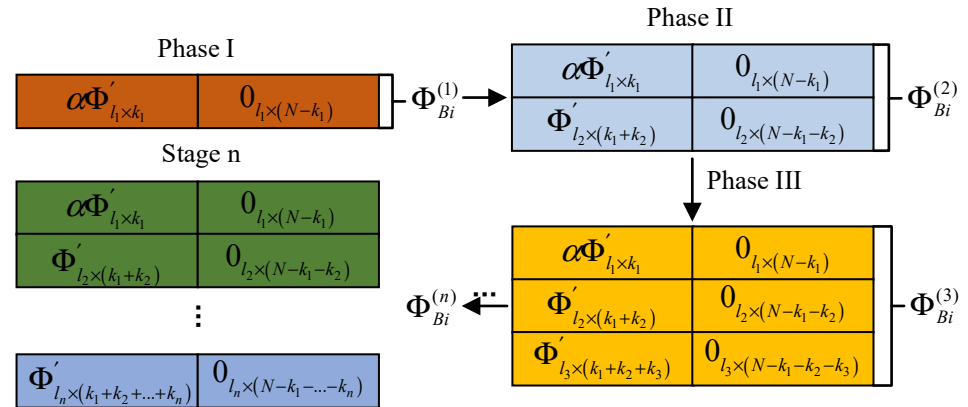 Phase I
αΦ′_{l₁×k₁} 0_{l₁×(N−k₁)} Φ_{Bi}^{(1)}
Phase II
αΦ′_{l₁×k₁} 0_{l₁×(N−k₁)}
Φ′_{l₂×(k₁+k₂)} 0_{l₂×(N−k₁−k₂)}
Φ_{Bi}^{(2)}
Phase III
αΦ′_{l₁×k₁} 0_{l₁×(N−k₁)}
Φ′_{l₂×(k₁+k₂)} 0_{l₂×(N−k₁−k₂)}
Φ′_{l₃×(k₁+k₂+k₃)} 0_{l₃×(N−k₁−k₂−k₃)}
Φ_{Bi}^{(3)}
...
Φ_{Bi}^{(n)}
Stage n
αΦ′_{l₁×k₁} 0_{l₁×(N−k₁)}
Φ′_{l₂×(k₁+k₂)} 0_{l₂×(N−k₁−k₂)}
⋮
Φ′_{lₙ×(k₁+k₂+...+kₙ)} 0_{lₙ×(N−k₁−...−kₙ)}